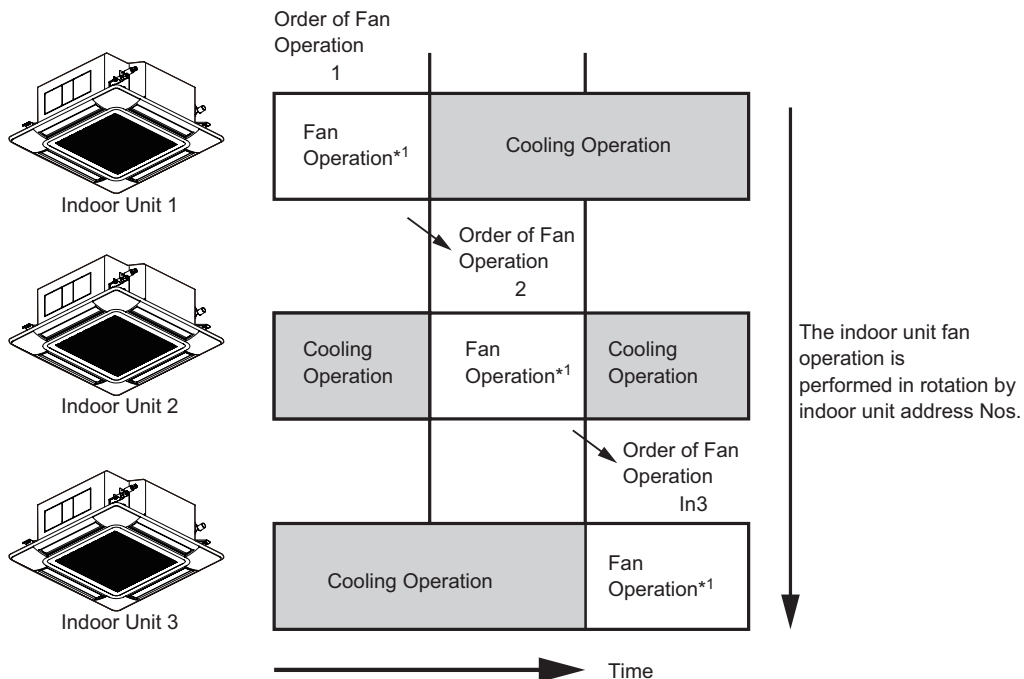 Order of Fan
Operation
1
Fan
Operation*1
Cooling Operation
Indoor Unit 1
Order of Fan
Operation
2
Cooling
Operation
Fan
Operation*1
Cooling
Operation
Indoor Unit 2
The indoor unit fan
operation is
performed in rotation by
indoor unit address Nos.
Order of Fan
Operation
In3
Cooling Operation
Fan
Operation*1
Indoor Unit 3
Time